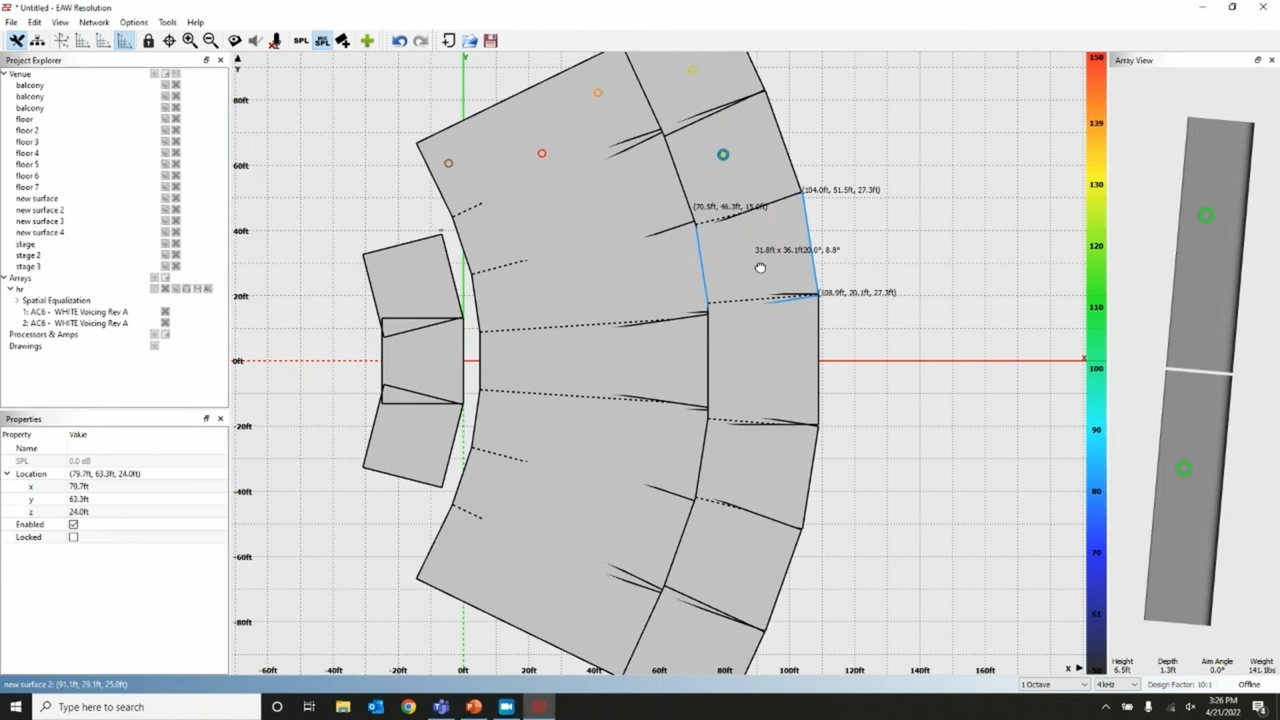 * Untitled - EAW Resolution
File Edit View Network Options Tools Help
SPL
MIC SPL
Project Explorer
Venue
balcony
balcony
balcony
floor
floor 2
floor 3
floor 4
floor 5
floor 6
floor 7
new surface
new surface 2
new surface 3
new surface 4
stage
stage 2
stage 3
Arrays
hr
Spatial Equalization
1: AC6 - WHITE Voicing Rev A
2: AC6 - WHITE Voicing Rev A
Processors & Amps
Drawings
Properties
Property Value
Name
SPL 0.0 dB
Location (79.7ft, 63.3ft, 24.0ft)
x 79.7ft
y 63.3ft
z 24.0ft
Enabled
Locked
new surface 2: (91.1ft, 29.1ft, 25.0ft)
Y
Y
80ft
60ft
40ft
20ft
0ft
-20ft
-40ft
-60ft
-80ft
(104.0ft, 51.5ft, 27.3ft)
31.8ft x 36.1ft20.0°, 8.8°
(108.9ft, 20.1ft, 27.3ft)
X
-60ft -40ft -20ft 0ft 20ft 40ft 60ft 80ft 100ft 120ft 140ft 160ft X
150
139
130
120
110
100
90
80
70
61
Array View
Height Depth Aim Angle Weight
6.5ft 1.3ft 0.0° 141.1lbs
1 Octave 4 kHz Design Factor: 10:1 Offline
Type here to search
3:26 PM
4/21/2022